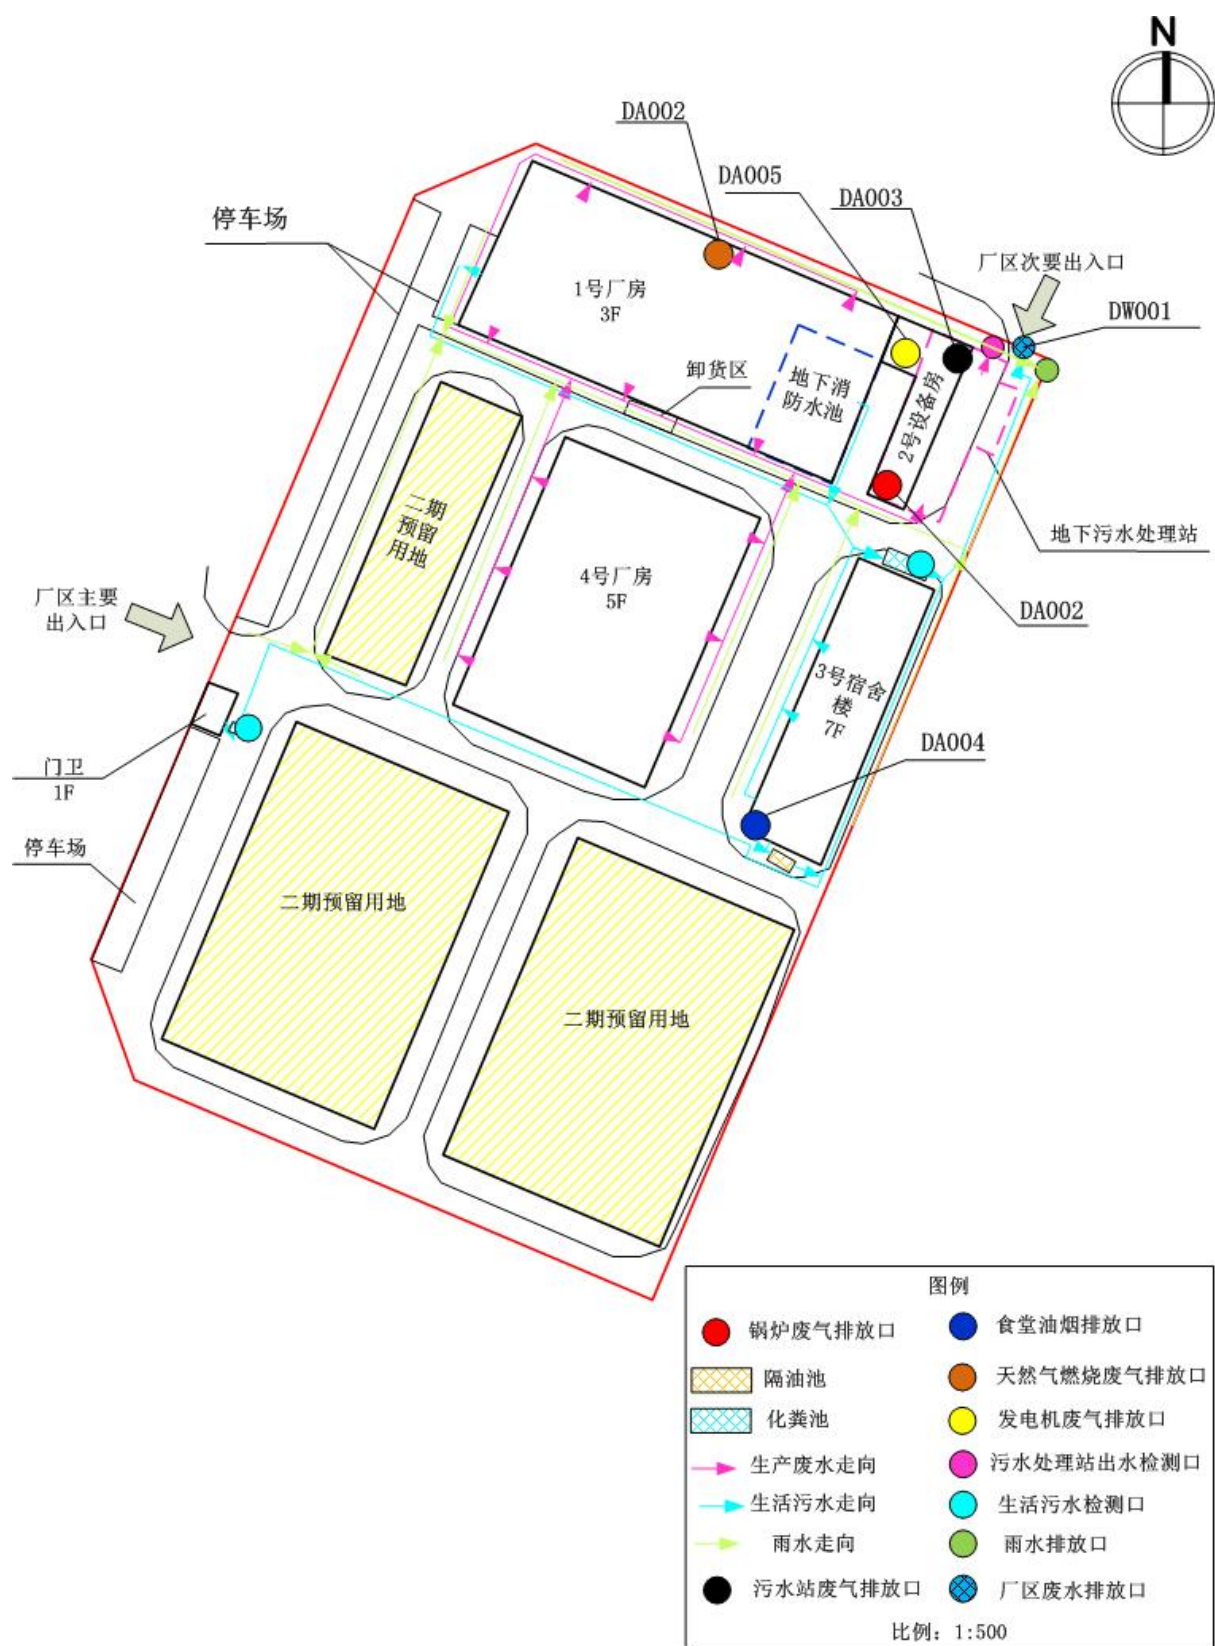 N
DA002
DA005
DA003
停车场
厂区次要出入口
DW001
1号厂房
3F
卸货区
地下消
防水池
2号设备房
二期
预留
用地
地下污水处理站
4号厂房
5F
厂区主要
出入口
DA002
3号宿舍
楼
7F
DA004
门卫
1F
停车场
二期预留用地
二期预留用地
图例
锅炉废气排放口
食堂油烟排放口
隔油池
天然气燃烧废气排放口
化粪池
发电机废气排放口
生产废水走向
污水处理站出水检测口
生活污水走向
生活污水检测口
雨水走向
雨水排放口
污水站废气排放口
厂区废水排放口
比例：1:500